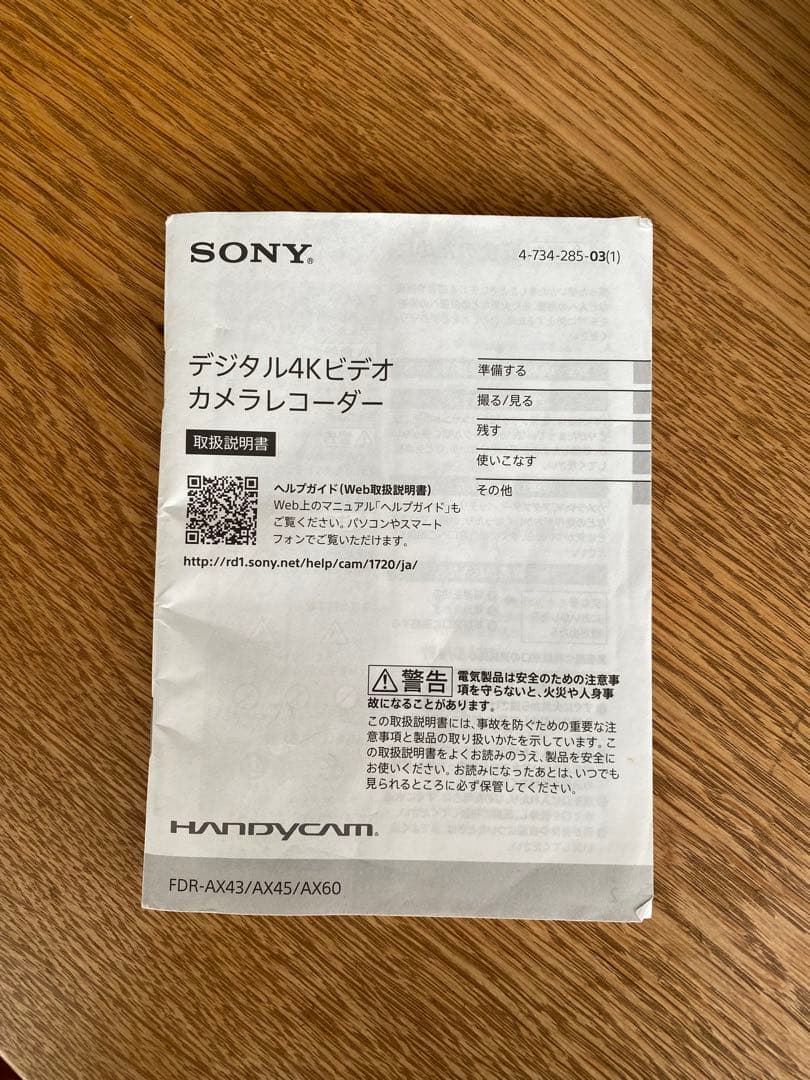 SONY®
4-734-285-03(1)
デジタル4Kビデオ
カメラレコーダー
取扱説明書
準備する
撮る/見る
残す
使いこなす
その他
ヘルプガイド(Web取扱説明書)
Web上のマニュアル「ヘルプガイド」も
ご覧ください。パソコンやスマート
フォンでご覧いただけます。
http://rd1.sony.net/help/cam/1720/ja/
警告 電気製品は安全のための注意事
項を守らないと、火災や人身事
故になることがあります。
この取扱説明書には、事故を防ぐための重要な注
意事項と製品の取り扱いかたを示しています。こ
の取扱説明書をよくお読みのうえ、製品を安全に
お使いください。お読みになったあとは、いつでも
見られるところに必ず保管してください。
HANDYCAM®
FDR-AX43/AX45/AX60